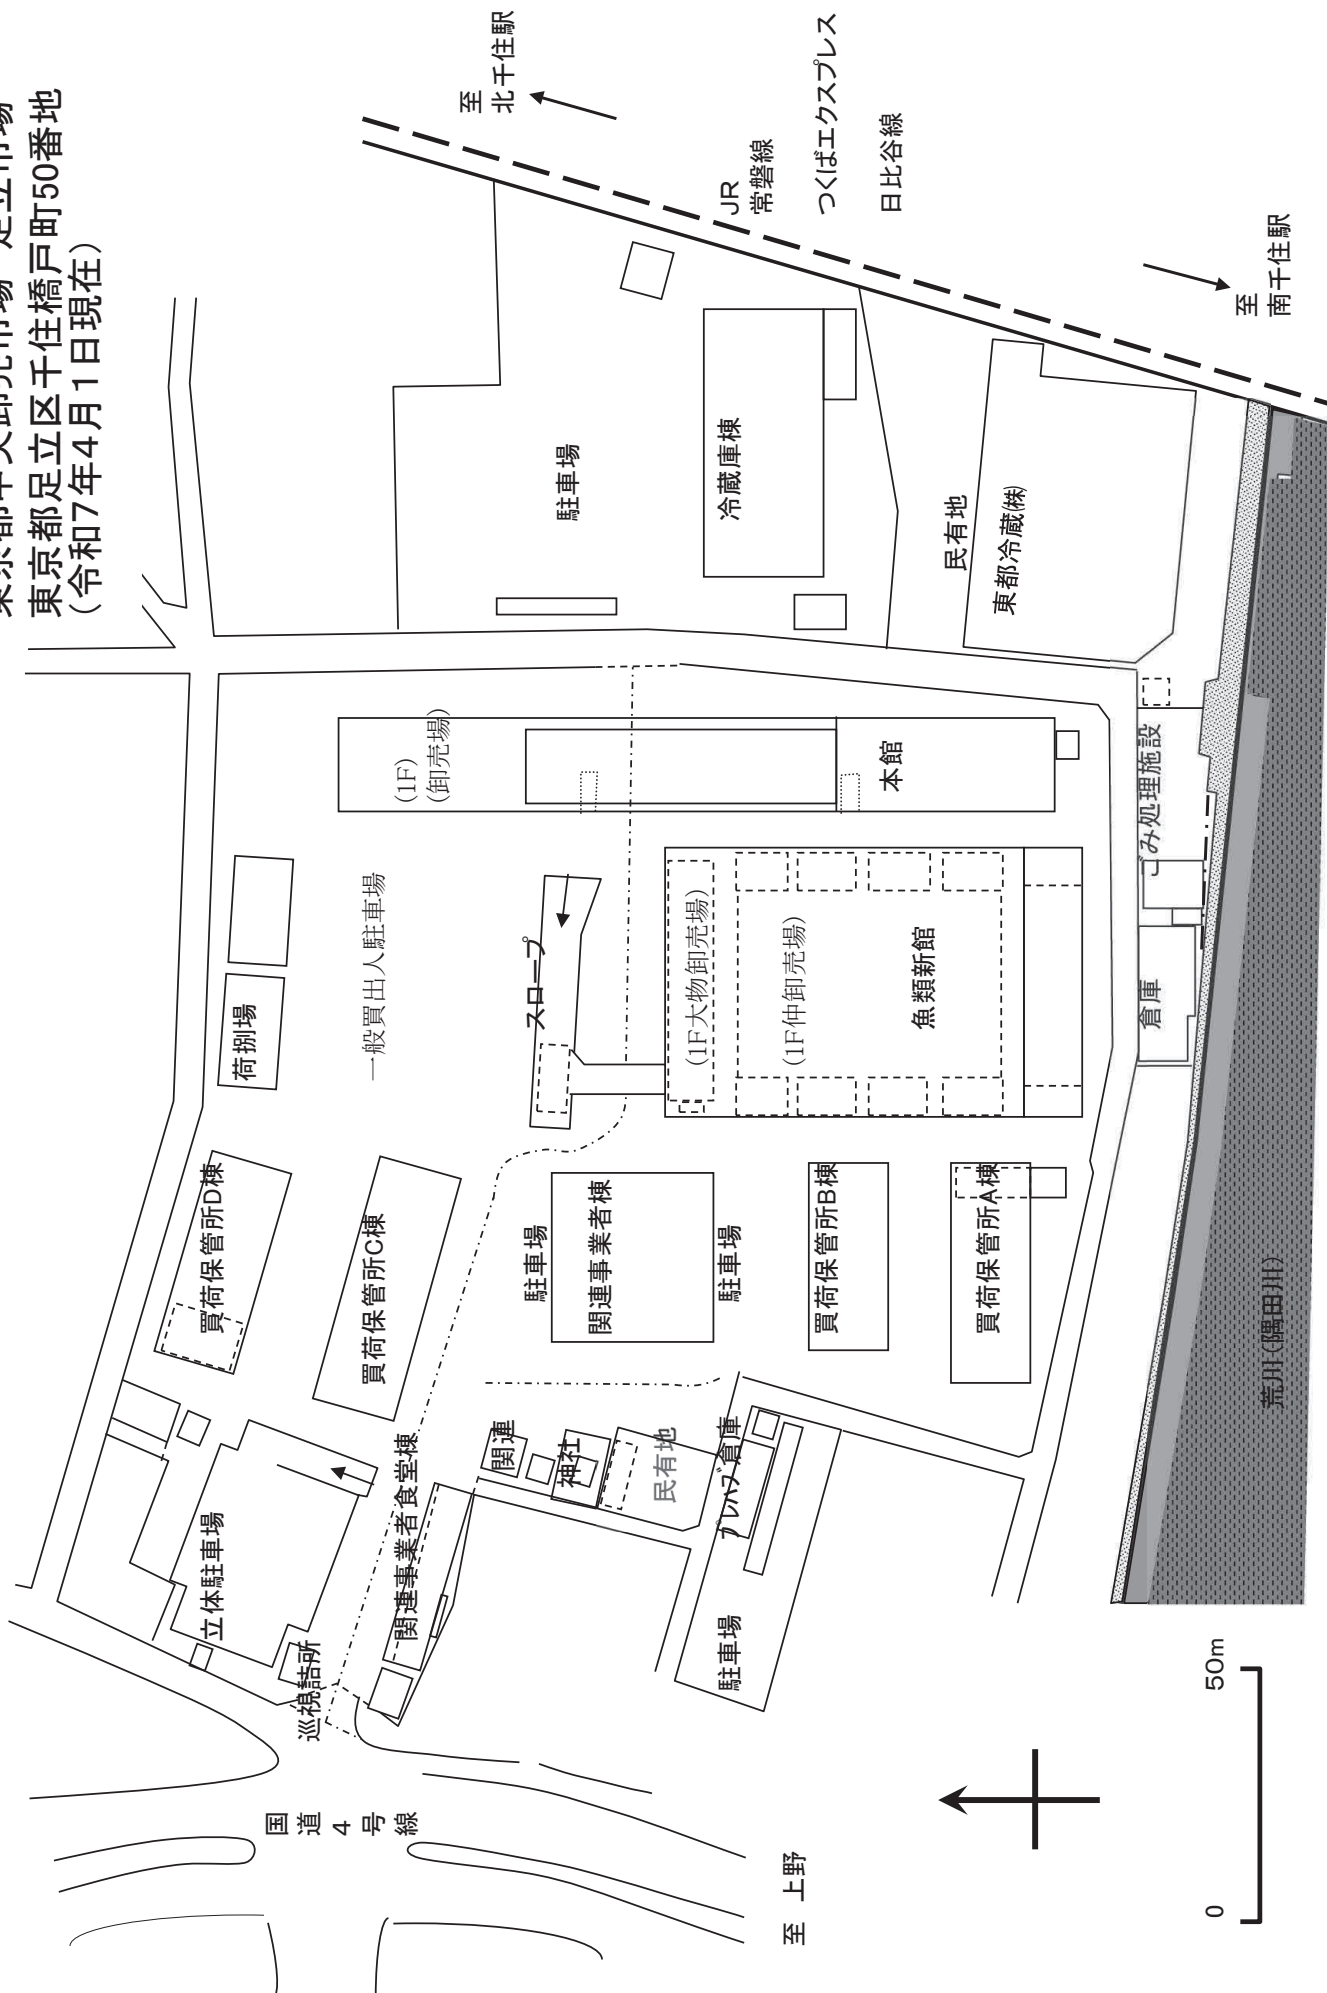 東京都中央卸売市場 足立市場
東京都足立区千住橋戸町50番地
（令和7年4月1日現在）
至
北千住駅
JR
常磐線
つくばエクスプレス
日比谷線
至
南千住駅
駐車場
冷蔵庫棟
民有地
東都冷蔵㈱
(1F)
(卸売場)
本館
ごみ処理施設
荷捌場
一般買出人駐車場
スロープ
(1F大物卸売場)
(1F仲卸売場)
魚類新館
倉庫
買荷保管所D棟
買荷保管所C棟
駐車場
関連事業者棟
駐車場
買荷保管所B棟
買荷保管所A棟
荒川（隅田川）
立体駐車場
関連事業者食堂棟
関連
神社
民有地
プレハブ倉庫
駐車場
巡視詰所
国道4号線
至 上野
0
50m